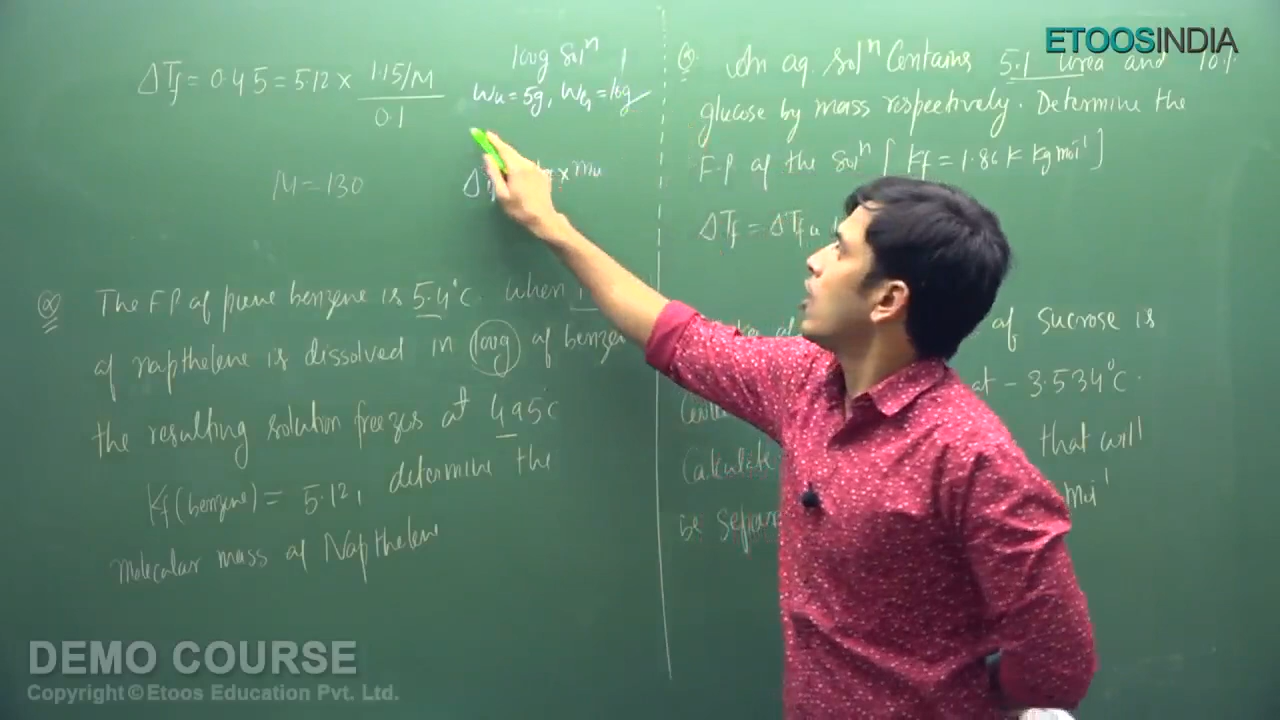 ETOOSINDIA
ΔTf = 0.45 = 5.12 × 1.15/M
0.1
M = 130
100g Solⁿ
Wu = 5g, WG = 10g
ΔTf × mu
Q The F.P of pure benzene is 5.4°C. When 1
of napthelene is dissolved in 100g of benzen
the resulting solution freezes at 4.95c
Kf (benzene) = 5.12, determine the
Molecular mass of Napthelene
Q. An aq. Solⁿ Contains 5.1 urea and 10%
glucose by mass respectively. Determine the
F.P of the Solⁿ [ Kf = 1.86 K Kg mol⁻¹ ]
ΔTf = ΔTf u
of sucrose is
at - 3.534°C.
Calculate that will
be separ mol⁻¹
DEMO COURSE
Copyright © Etoos Education Pvt. Ltd.